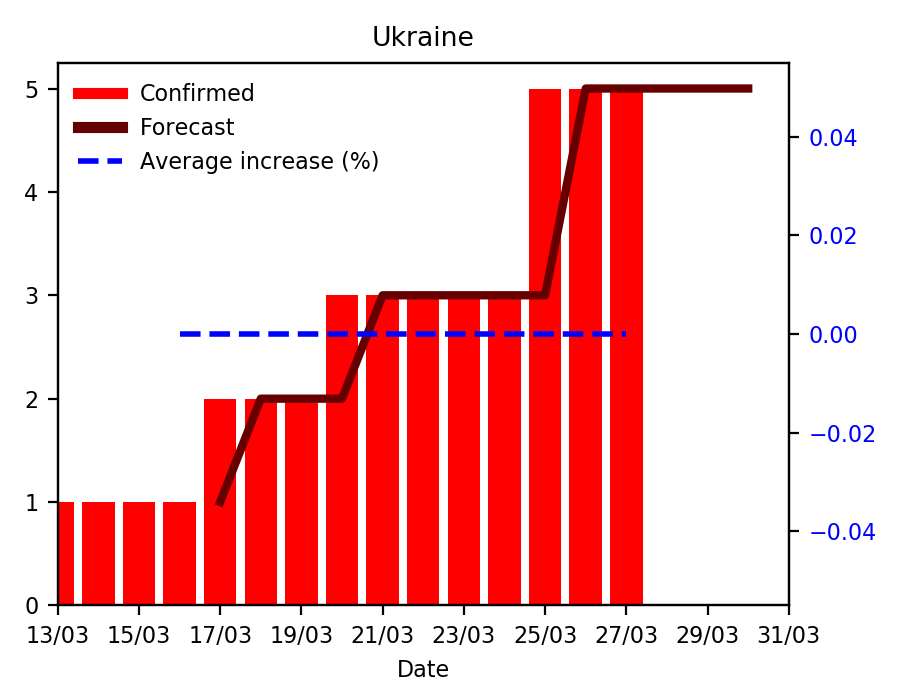 Ukraine
Confirmed
Forecast
Average increase (%)
5
4
3
2
1
0
0.04
0.02
0.00
−0.02
−0.04
13/03 15/03 17/03 19/03 21/03 23/03 25/03 27/03 29/03 31/03
Date